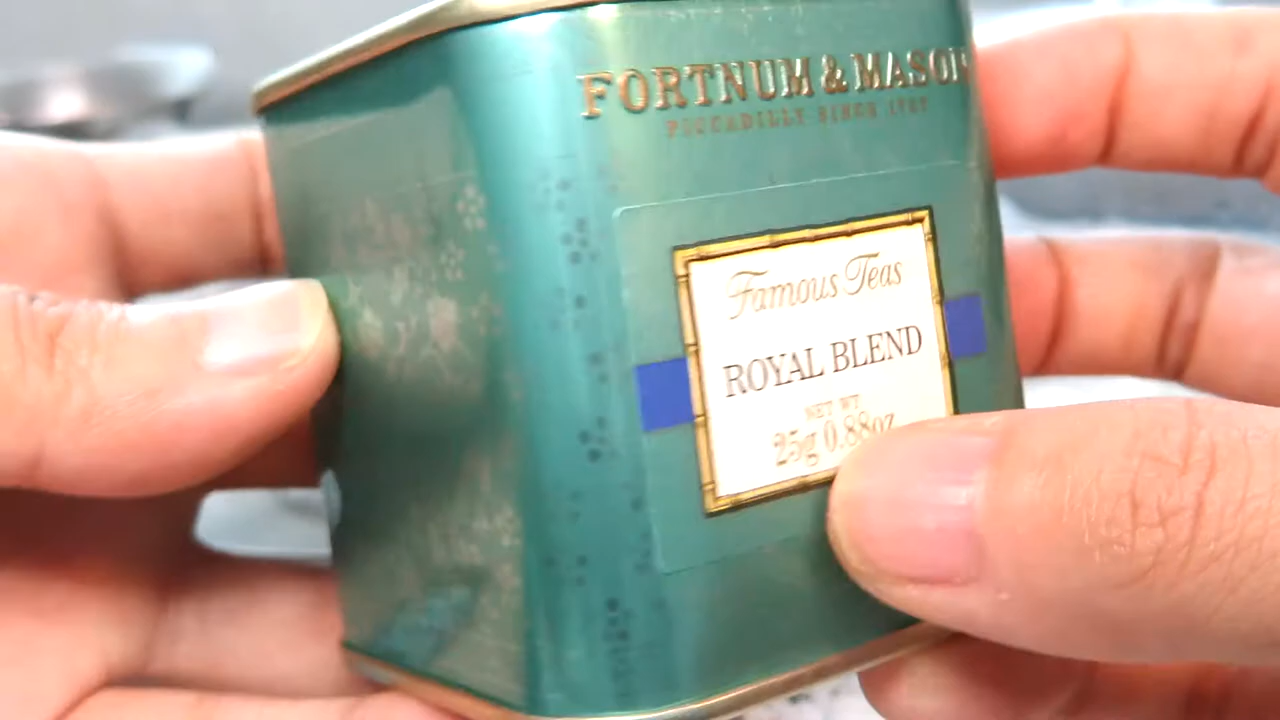 FORTNUM & MASON
PICCADILLY SINCE 1707
Famous Teas
ROYAL BLEND
NET WT
25g 0.88oz